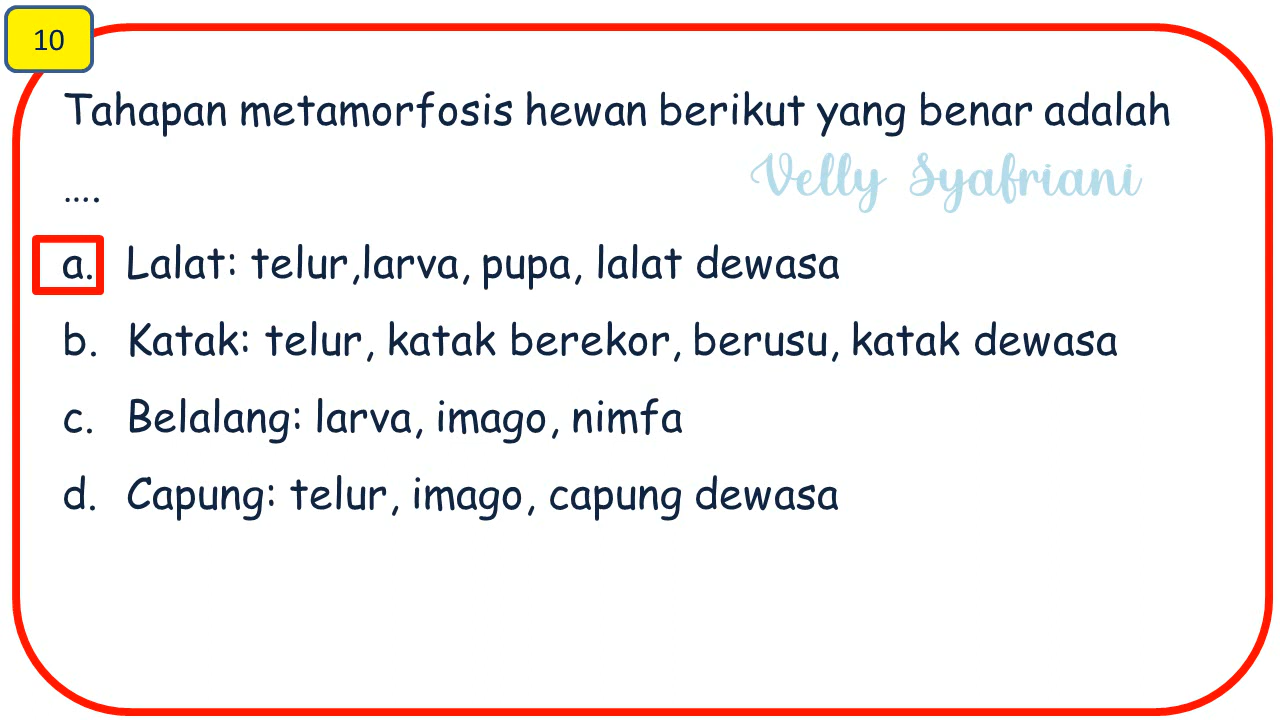 10
Tahapan metamorfosis hewan berikut yang benar adalah
....
Velly Syafriani
a. Lalat: telur,larva, pupa, lalat dewasa
b. Katak: telur, katak berekor, berusu, katak dewasa
c. Belalang: larva, imago, nimfa
d. Capung: telur, imago, capung dewasa